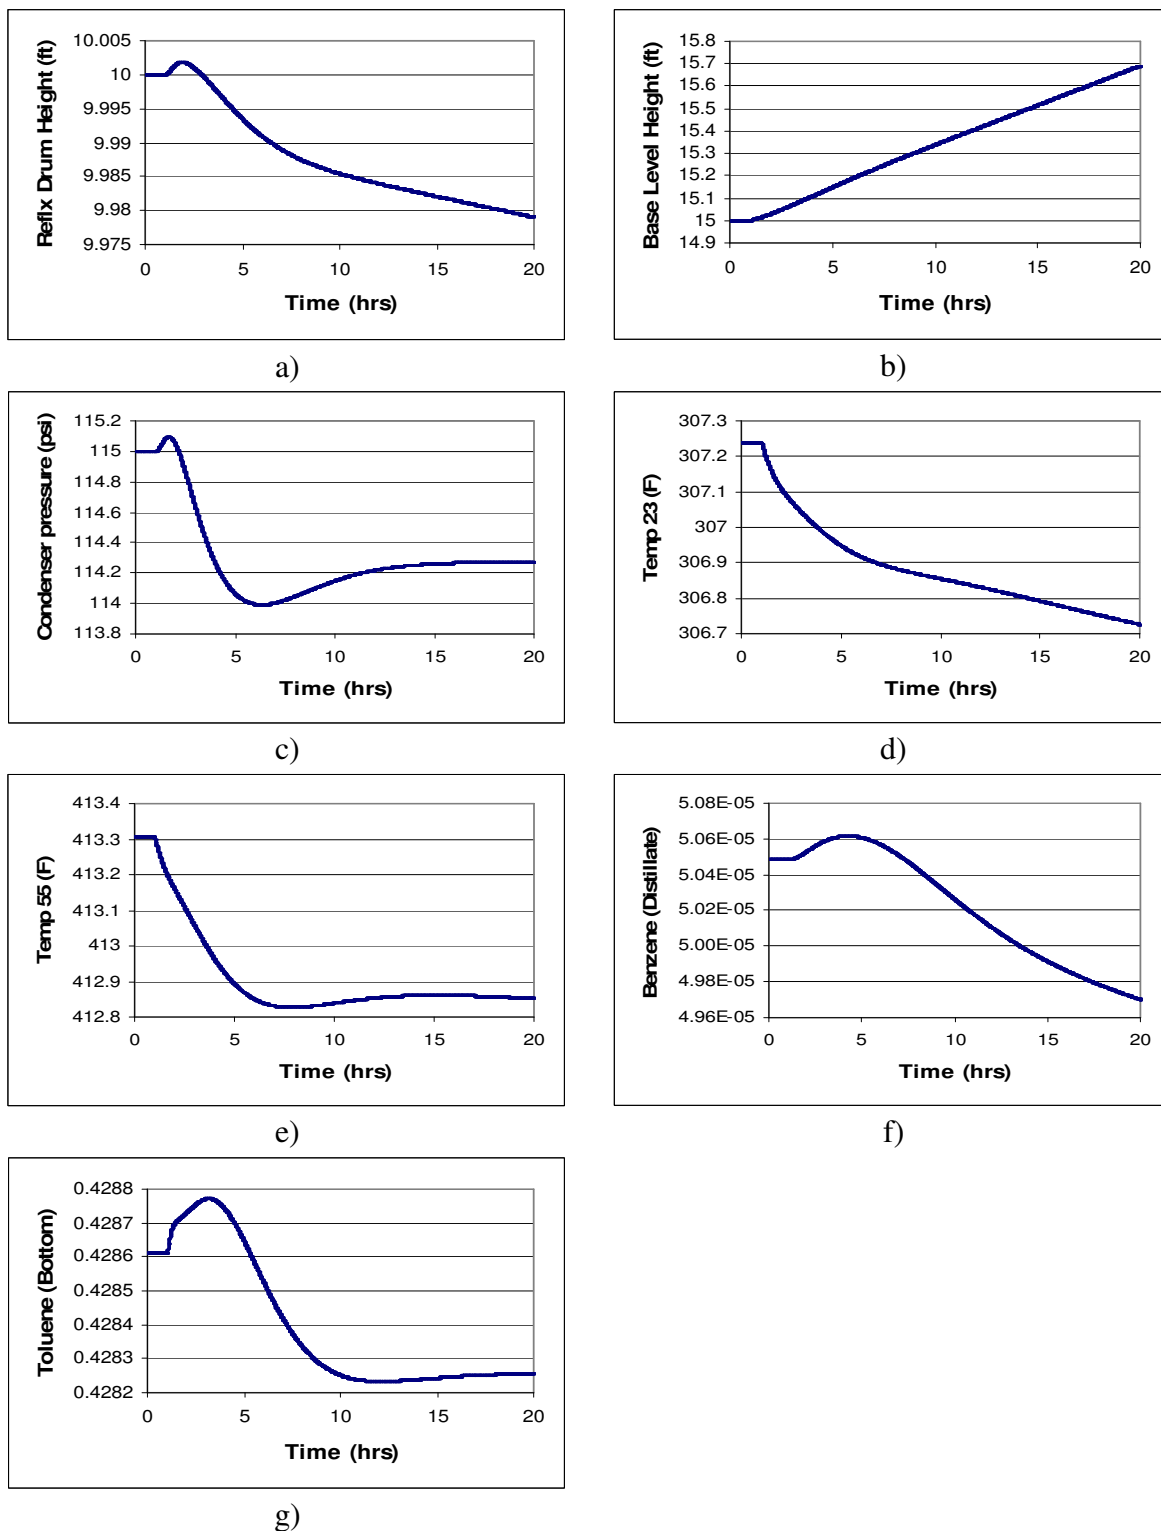 Reflx Drum Height (ft)
10.005
10
9.995
9.99
9.985
9.98
9.975
0 5 10 15 20
Time (hrs)
a)
Base Level Height (ft)
15.8
15.7
15.6
15.5
15.4
15.3
15.2
15.1
15
14.9
0 5 10 15 20
Time (hrs)
b)
Condenser pressure (psi)
115.2
115
114.8
114.6
114.4
114.2
114
113.8
0 5 10 15 20
Time (hrs)
c)
Temp 23 (F)
307.3
307.2
307.1
307
306.9
306.8
306.7
0 5 10 15 20
Time (hrs)
d)
Temp 55 (F)
413.4
413.3
413.2
413.1
413
412.9
412.8
0 5 10 15 20
Time (hrs)
e)
Benzene (Distillate)
5.08E-05
5.06E-05
5.04E-05
5.02E-05
5.00E-05
4.98E-05
4.96E-05
0 5 10 15 20
Time (hrs)
f)
Toluene (Bottom)
0.4288
0.4287
0.4286
0.4285
0.4284
0.4283
0.4282
0 5 10 15 20
Time (hrs)
g)